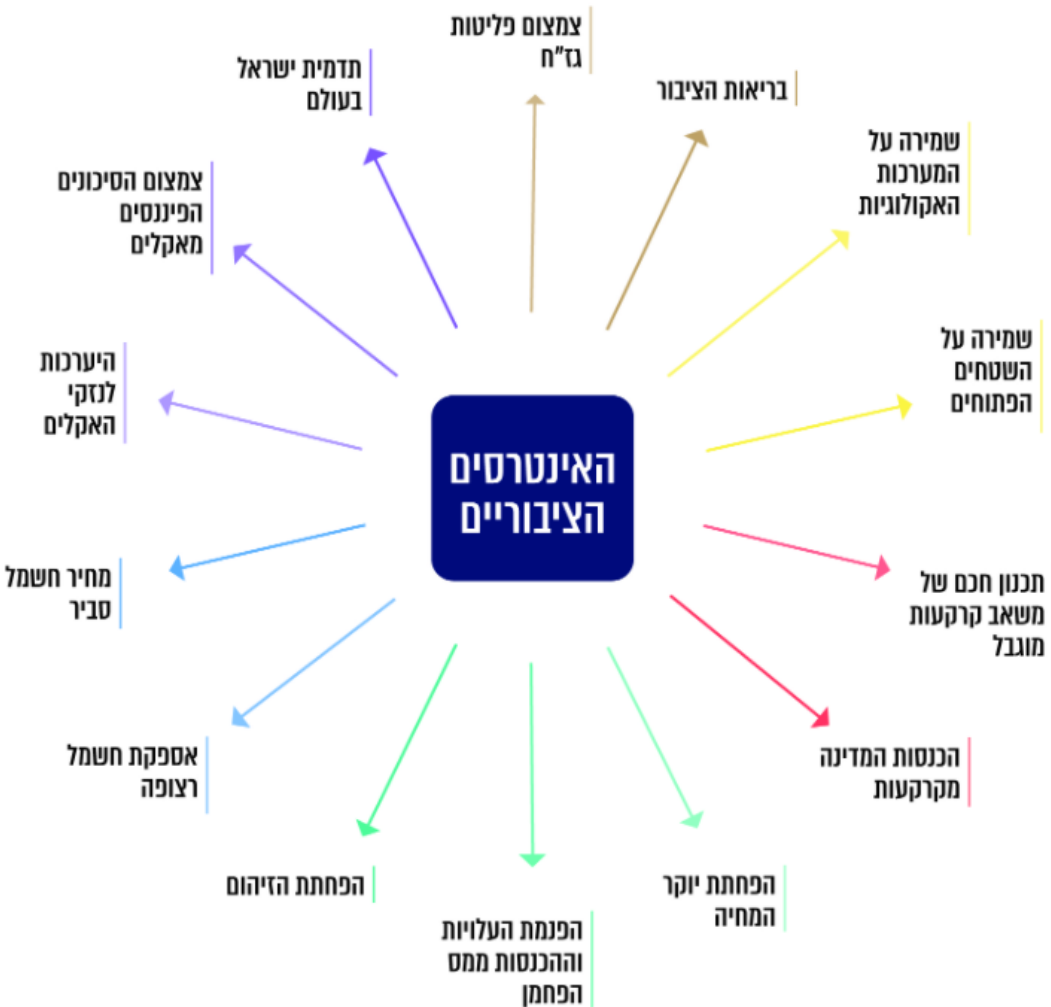 האינטרסים
הציבוריים
צמצום פליטות
גז"ח
בריאות הציבור
שמירה על
המערכות
האקולוגיות
שמירה על
השטחים
הפתוחים
תכנון חכם של
משאב קרקעות
מוגבל
הכנסות המדינה
מקרקעות
הפחתת יוקר
המחיה
הפנמת העלויות
וההכנסות ממס
הפחמן
הפחתת הזיהום
אספקת חשמל
רצופה
מחיר חשמל
סביר
היערכות
לנזקי
האקלים
צמצום הסיכונים
הפיננסים
מאקלים
תדמית ישראל
בעולם